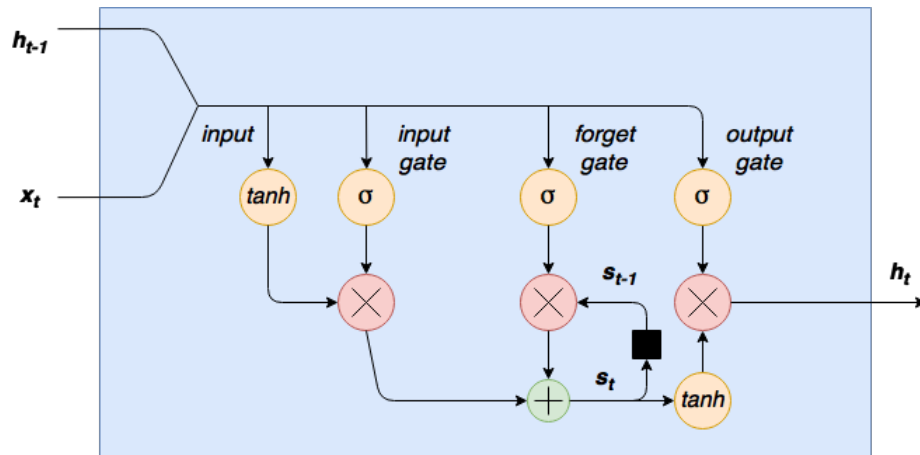 h_{t-1}
input
input
gate
forget
gate
output
gate
x_t
tanh
σ
σ
σ
s_{t-1}
h_t
s_t
tanh